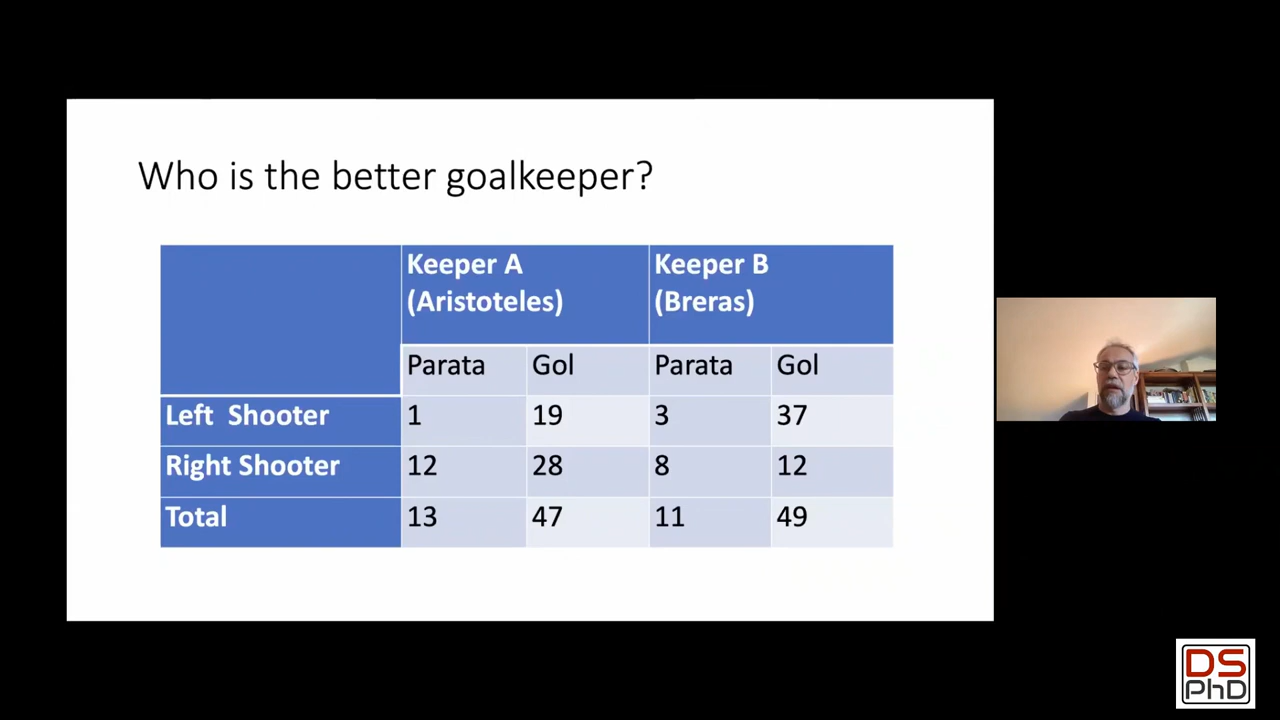 Who is the better goalkeeper?
Keeper A
(Aristoteles)
Keeper B
(Breras)
Parata Gol Parata Gol
Left Shooter 1 19 3 37
Right Shooter 12 28 8 12
Total 13 47 11 49
DS
PhD